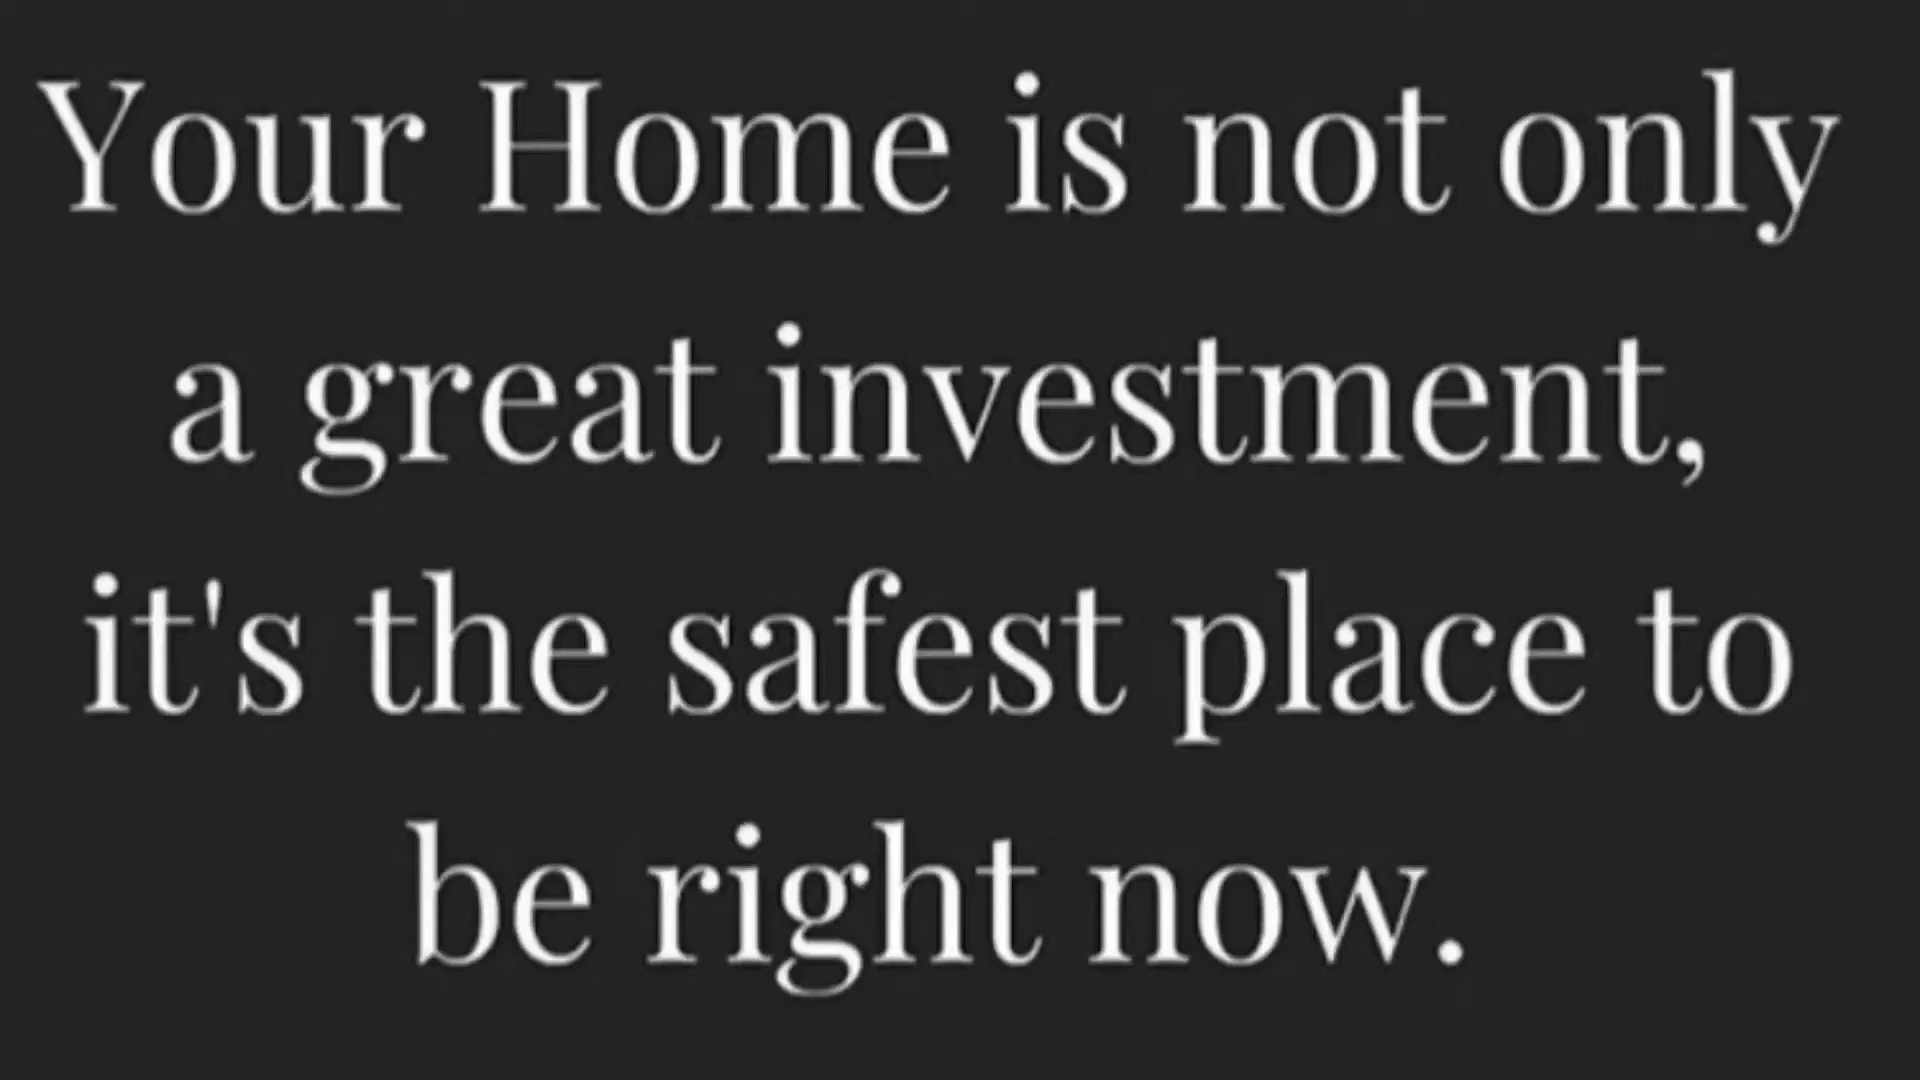 Your Home is not only
a great investment,
it's the safest place to
be right now.